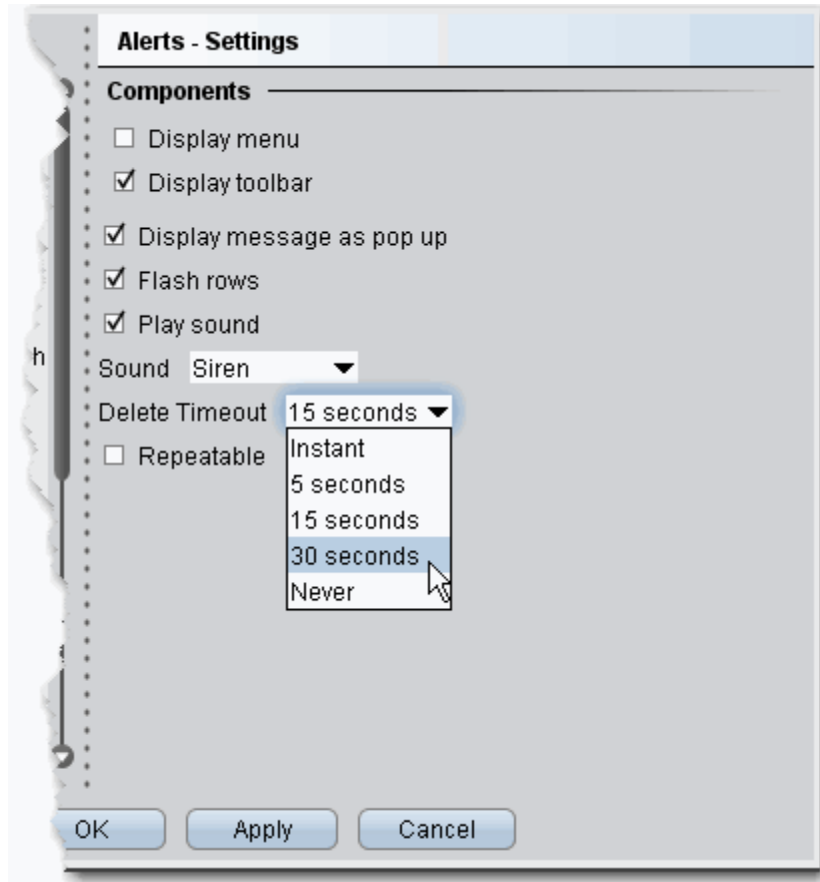 Alerts - Settings
Components
Display menu
Display toolbar
Display message as pop up
Flash rows
Play sound
h
Sound Siren
Delete Timeout 15 seconds
Instant
Repeatable
5 seconds
15 seconds
30 seconds
Never
OK Apply Cancel